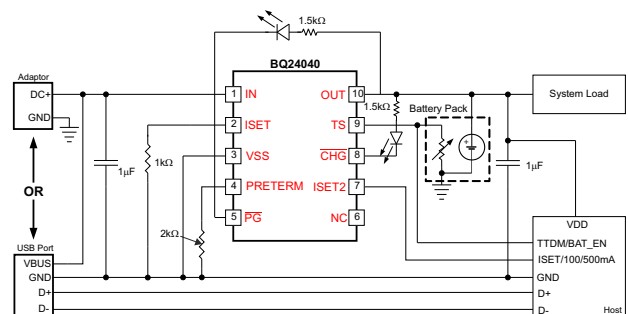 1.5kΩ
BQ24040
Adaptor
DC+
GND
1 IN
OUT 10
1.5kΩ
Battery Pack
System Load
2 ISET
TS 9
1kΩ
1μF
3 VSS
CHG 8
1μF
OR
4 PRETERM
ISET2 7
5 PG
NC 6
2kΩ
VDD
USB Port
TTDM/BAT_EN
VBUS
ISET/100/500mA
GND
GND
D+
D+
D-
D-
Host